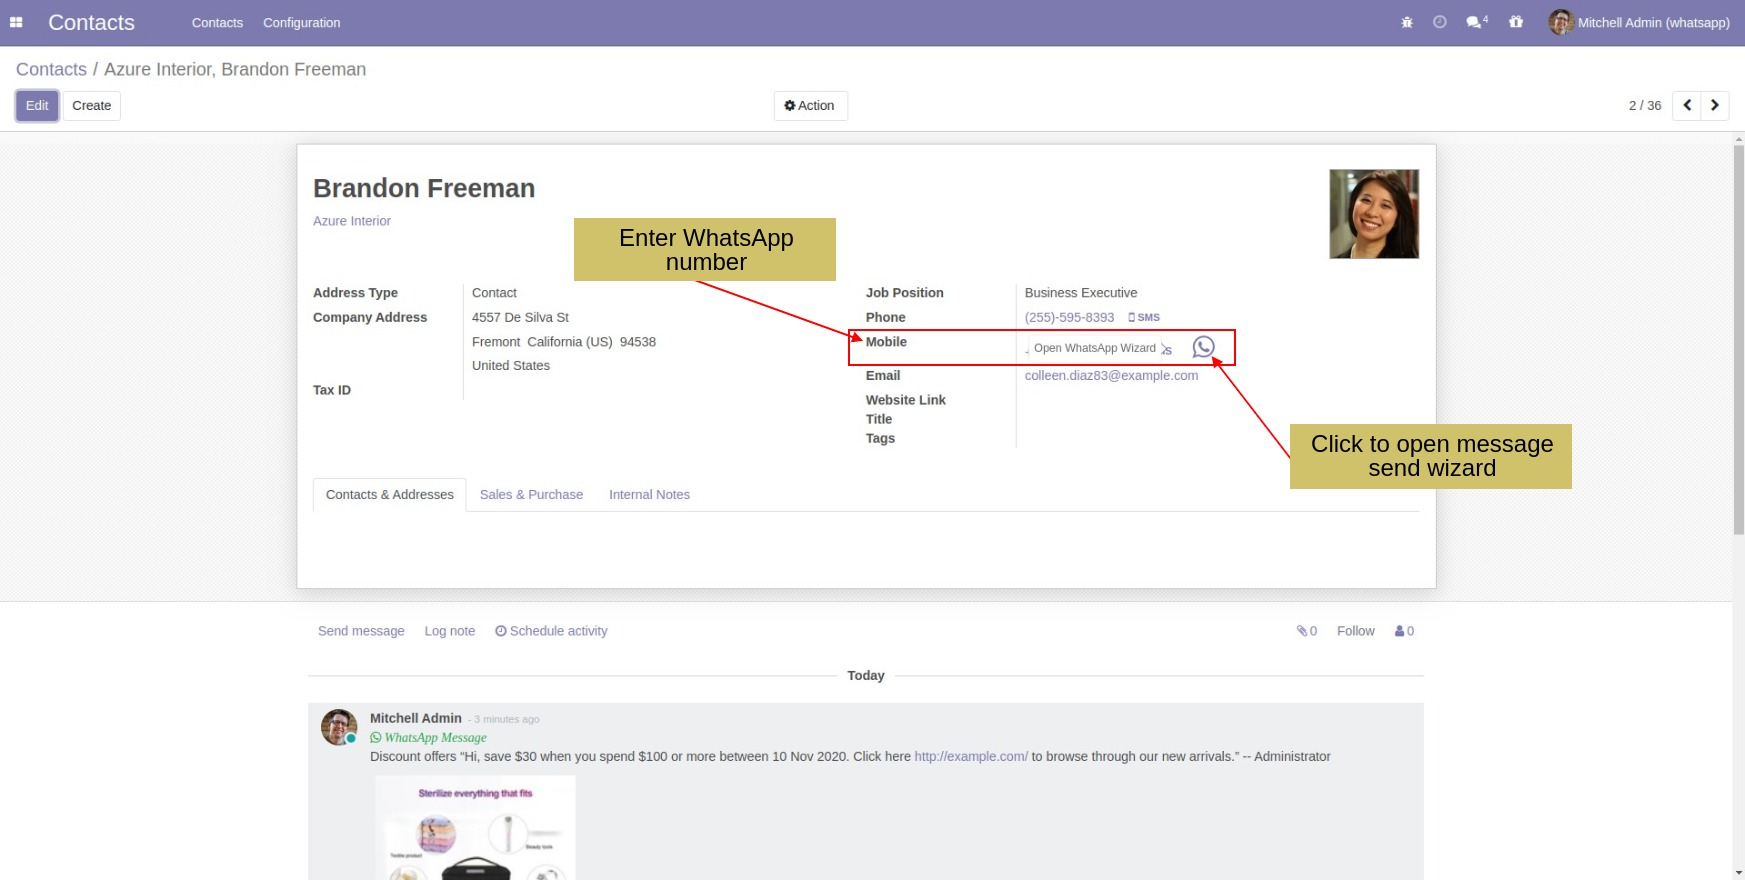 Contacts Contacts Configuration 4 Mitchell Admin (whatsapp)
Contacts / Azure Interior, Brandon Freeman
Edit Create Action 2 / 36
Brandon Freeman
Azure Interior
Enter WhatsApp
number
Address Type Contact
Company Address 4557 De Silva St
Fremont California (US) 94538
United States
Tax ID
Job Position Business Executive
Phone (255)-595-8393 SMS
Mobile Open WhatsApp Wizard
Email colleen.diaz83@example.com
Website Link
Title
Tags
Click to open message
send wizard
Contacts & Addresses Sales & Purchase Internal Notes
Send message Log note Schedule activity 0 Follow 0
Today
Mitchell Admin - 3 minutes ago
WhatsApp Message
Discount offers “Hi, save $30 when you spend $100 or more between 10 Nov 2020. Click here http://example.com/ to browse through our new arrivals.” -- Administrator
Sterilize everything that fits
Beauty tools
Textile product